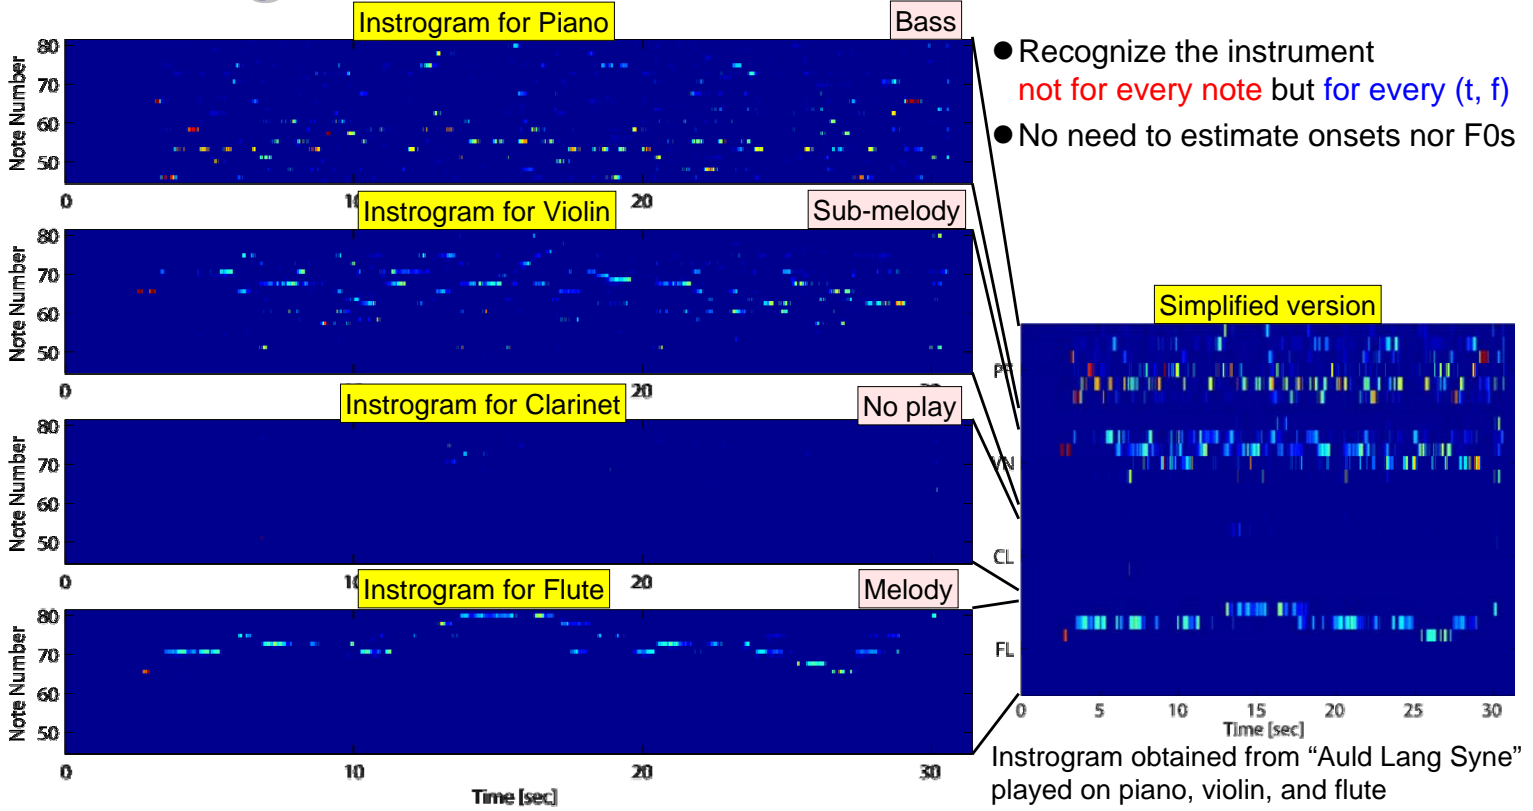 Instrogram for Piano
Bass
Note Number
80
70
60
50
0 10 20
Instrogram for Violin
Sub-melody
Note Number
80
70
60
50
0 10 20 30
Instrogram for Clarinet
No play
Note Number
80
70
60
50
0 10 20
Instrogram for Flute
Melody
Note Number
80
70
60
50
0 10 20 30
Time [sec]
● Recognize the instrument
not for every note but for every (t, f)
● No need to estimate onsets nor F0s
Simplified version
VN
CL
FL
0 5 10 15 20 25 30
Time [sec]
Instrogram obtained from “Auld Lang Syne”
played on piano, violin, and flute